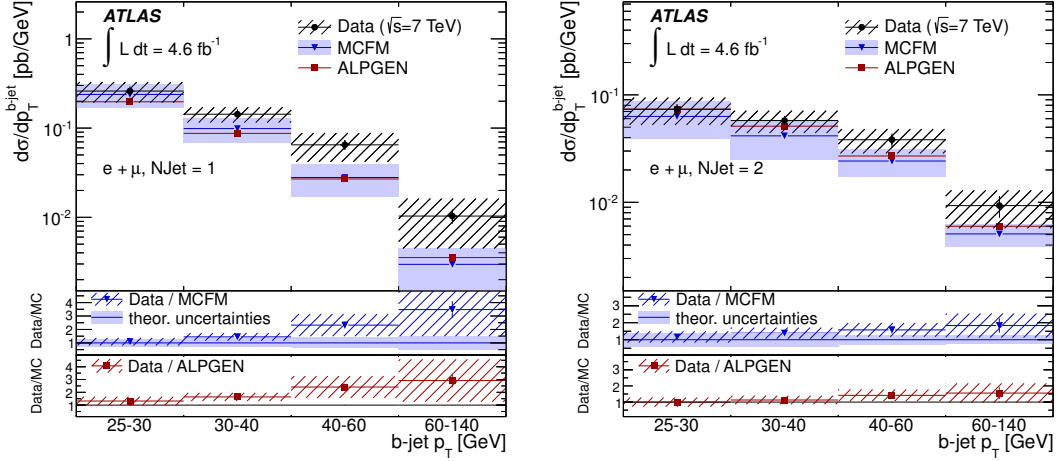 ATLAS
∫ L dt = 4.6 fb⁻¹
Data (√s=7 TeV)
MCFM
ALPGEN
e + μ, NJet = 1
dσ/dp_T^{b-jet} [pb/GeV]
1
10⁻¹
10⁻²
Data / MCFM
theor. uncertainties
Data/MC
4
3
2
1
Data / ALPGEN
Data/MC
4
3
2
1
25-30 30-40 40-60 60-140
b-jet p_T [GeV]
ATLAS
∫ L dt = 4.6 fb⁻¹
Data (√s=7 TeV)
MCFM
ALPGEN
e + μ, NJet = 2
dσ/dp_T^{b-jet} [pb/GeV]
1
10⁻¹
10⁻²
Data / MCFM
theor. uncertainties
Data/MC
3
2
1
Data / ALPGEN
Data/MC
3
2
1
25-30 30-40 40-60 60-140
b-jet p_T [GeV]